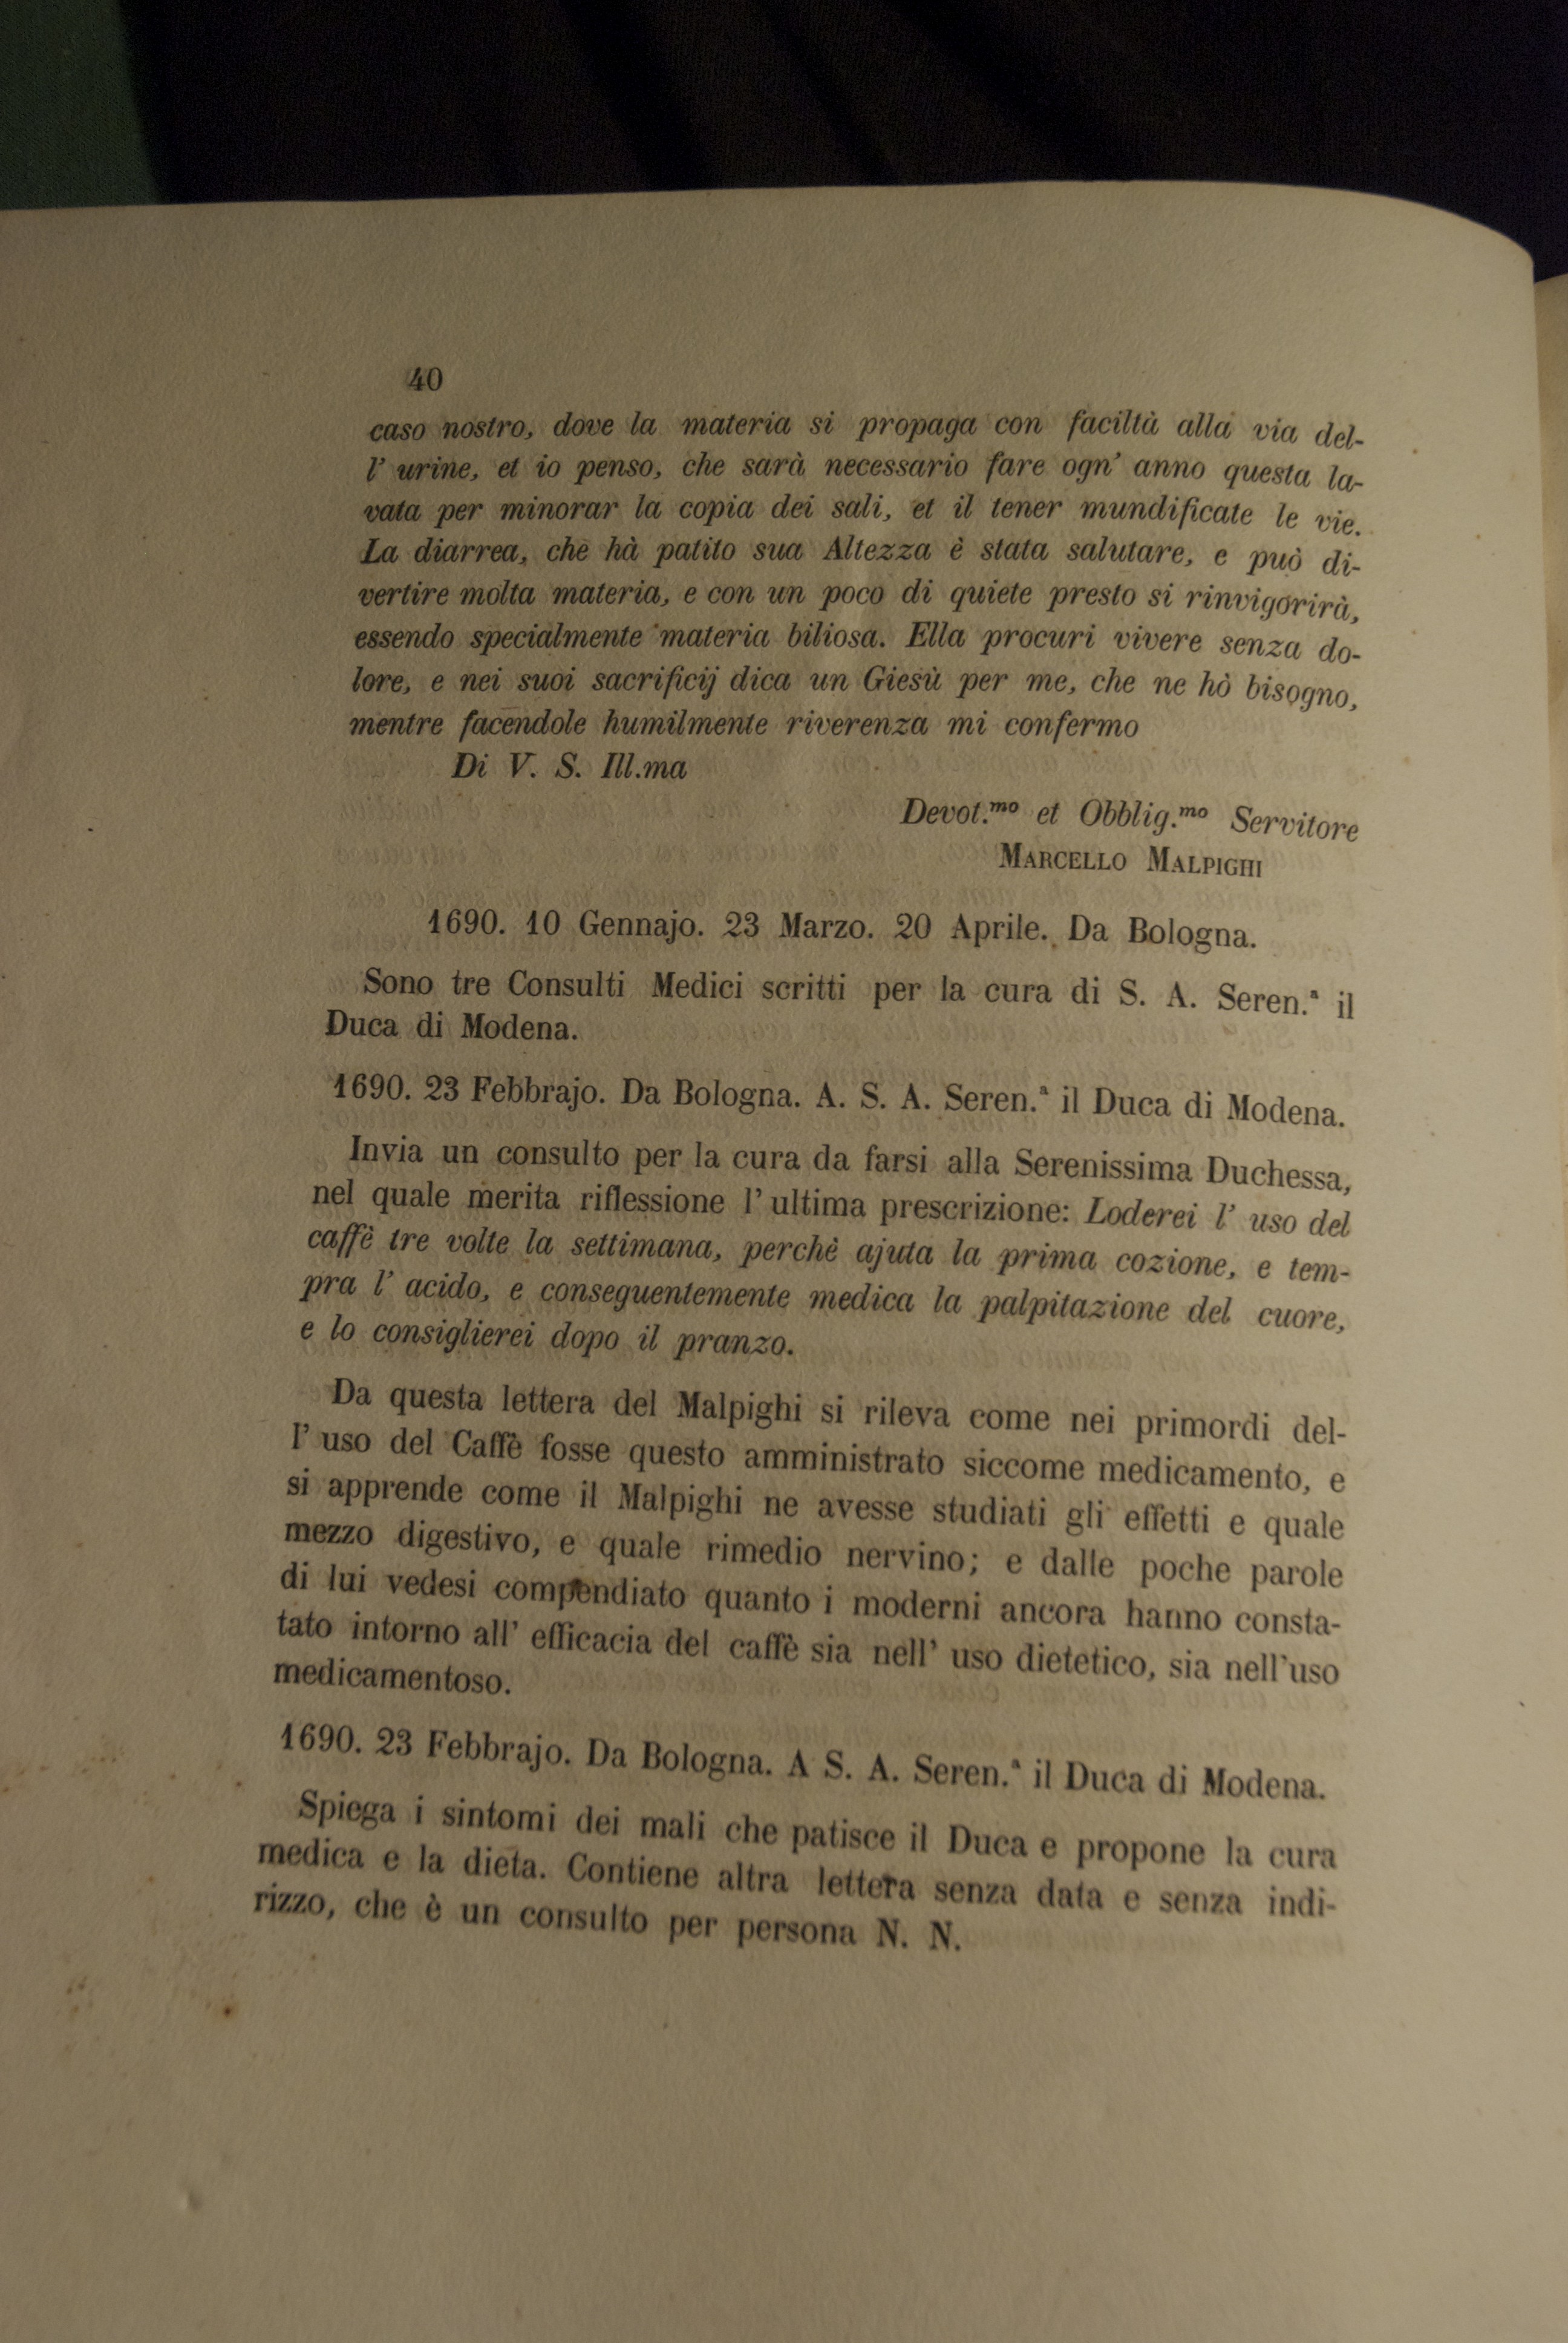 40
caso nostro, dove la materia si propaga con faciltà alla via del-
l' urine, et io penso, che sarà necessario fare ogn' anno questa la-
vata per minorar la copia dei sali, et il tener mundificate le vie.
La diarrea, che hà patito sua Altezza è stata salutare, e può di-
vertire molta materia, e con un poco di quiete presto si rinvigorirà,
essendo specialmente materia biliosa. Ella procuri vivere senza do-
lore, e nei suoi sacrificij dica un Giesù per me, che ne hò bisogno,
mentre facendole humilmente riverenza mi confermo
Di V. S. Ill.ma
Devot.mo et Obblig.mo Servitore
MARCELLO MALPIGHI
1690. 10 Gennajo. 23 Marzo. 20 Aprile. Da Bologna.
Sono tre Consulti Medici scritti per la cura di S. A. Seren.a il
Duca di Modena.
1690. 23 Febbrajo. Da Bologna. A. S. A. Seren.a il Duca di Modena.
Invia un consulto per la cura da farsi alla Serenissima Duchessa,
nel quale merita riflessione l' ultima prescrizione: Loderei l' uso del
caffè tre volte la settimana, perchè ajuta la prima cozione, e tem-
pra l' acido, e conseguentemente medica la palpitazione del cuore,
e lo consiglierei dopo il pranzo.
Da questa lettera del Malpighi si rileva come nei primordi del-
l' uso del Caffè fosse questo amministrato siccome medicamento, e
si apprende come il Malpighi ne avesse studiati gli effetti e quale
mezzo digestivo, e quale rimedio nervino; e dalle poche parole
di lui vedesi compendiato quanto i moderni ancora hanno consta-
tato intorno all' efficacia del caffè sia nell' uso dietetico, sia nell'uso
medicamentoso.
1690. 23 Febbrajo. Da Bologna. A S. A. Seren.a il Duca di Modena.
Spiega i sintomi dei mali che patisce il Duca e propone la cura
medica e la dieta. Contiene altra lettera senza data e senza indi-
rizzo, che è un consulto per persona N. N.